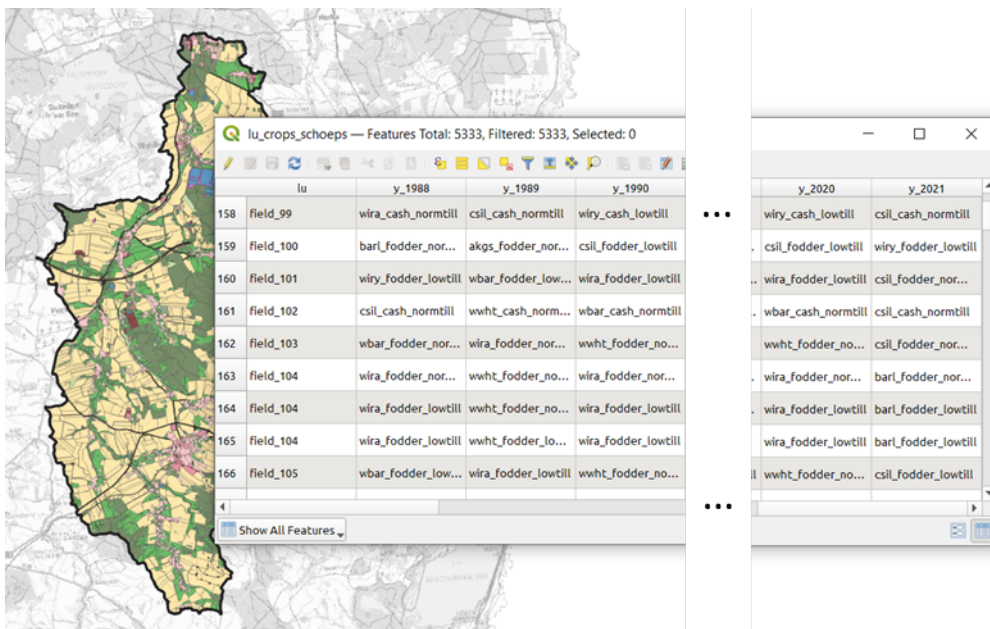 lu_crops_schoeps — Features Total: 5333, Filtered: 5333, Selected: 0
lu y_1988 y_1989 y_1990 y_2020 y_2021
158 field_99 wira_cash_normtill csil_cash_normtill wiry_cash_lowtill ... wiry_cash_lowtill csil_cash_normtill
159 field_100 barl_fodder_nor... akgs_fodder_nor... csil_fodder_lowtill . csil_fodder_lowtill wiry_fodder_lowtill
160 field_101 wiry_fodder_lowtill wbar_fodder_low... wira_fodder_lowtill . wira_fodder_lowtill csil_fodder_nor...
161 field_102 csil_cash_normtill wwht_cash_norm... wbar_cash_normtill . wbar_cash_normtill csil_cash_normtill
162 field_103 wbar_fodder_nor... wira_fodder_nor... wwht_fodder_no... wwht_fodder_no... csil_fodder_nor...
163 field_104 wira_fodder_nor... wwht_fodder_no... wira_fodder_nor... . wira_fodder_nor... barl_fodder_nor...
164 field_104 wira_fodder_lowtill wwht_fodder_no... wira_fodder_lowtill . wira_fodder_lowtill barl_fodder_lowtill
165 field_104 wira_fodder_lowtill wwht_fodder_lo... wira_fodder_lowtill wira_fodder_lowtill barl_fodder_lowtill
166 field_105 wbar_fodder_low... wira_fodder_lowtill wwht_fodder_no... ll wwht_fodder_no... csil_fodder_lowtill
...
Show All Features